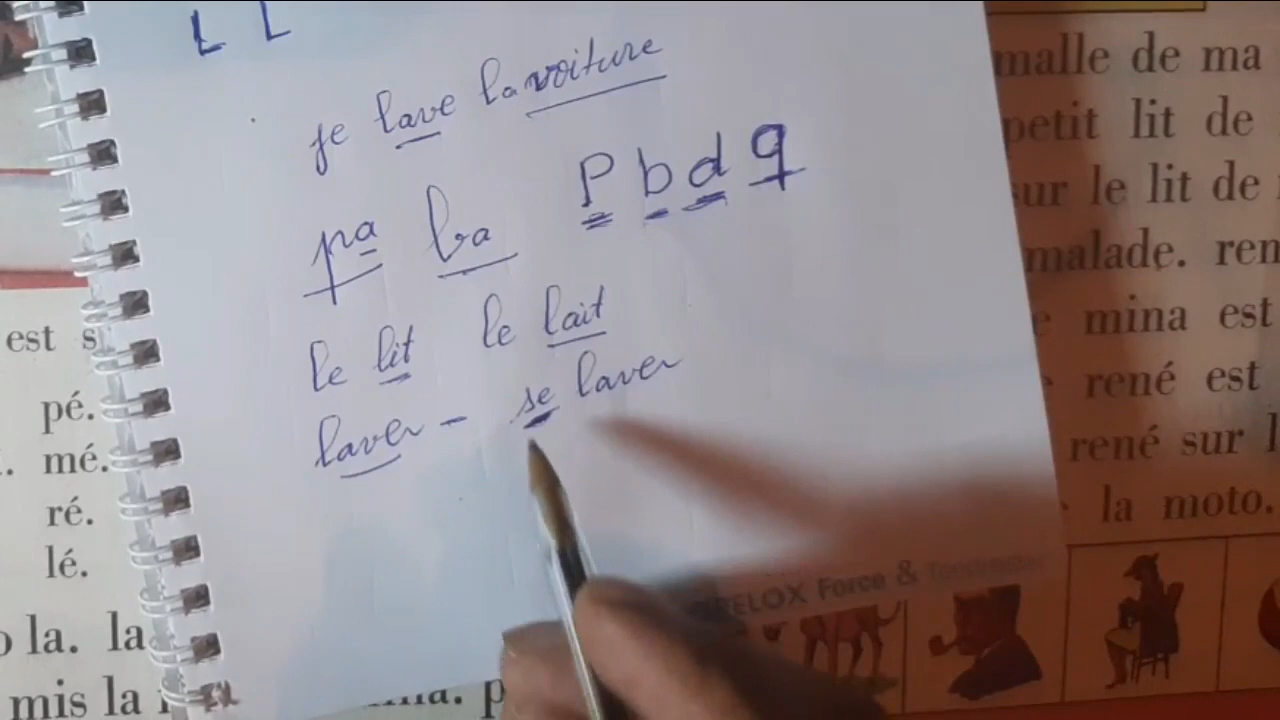 L L
je lave la voiture
pa ba p b d q
le lit le lait
laver - se laver
est s
pé.
. mé.
ré.
lé.
o la. la
mis la
malle de ma
petit lit de
sur le lit de
malade. ren
e mina est
e rené est
rené sur l
la moto.
RELOX Force &
p